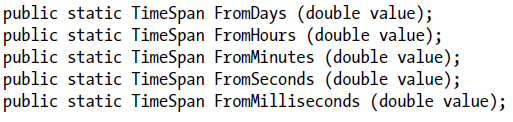 public static TimeSpan FromDays (double value);
public static TimeSpan FromHours (double value);
public static TimeSpan FromMinutes (double value);
public static TimeSpan FromSeconds (double value);
public static TimeSpan FromMilliseconds (double value);